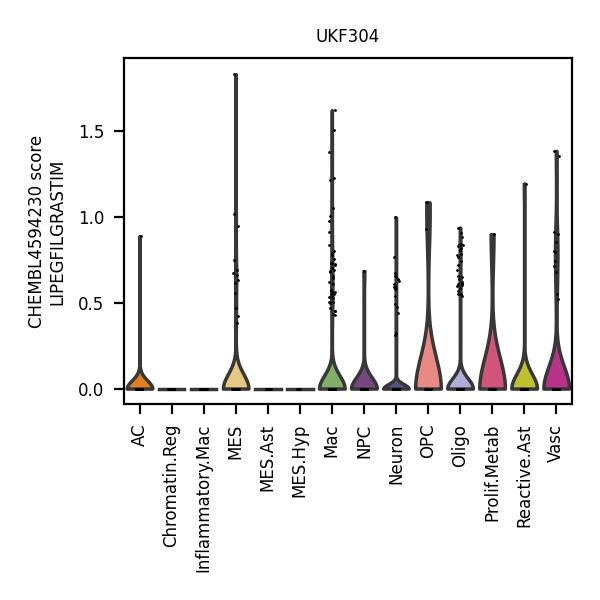 UKF304
CHEMBL4594230 score
LIPEGFILGRASTIM
1.5
1.0
0.5
0.0
AC
Chromatin.Reg
Inflammatory.Mac
MES
MES.Ast
MES.Hyp
Mac
NPC
Neuron
OPC
Oligo
Prolif.Metab
Reactive.Ast
Vasc